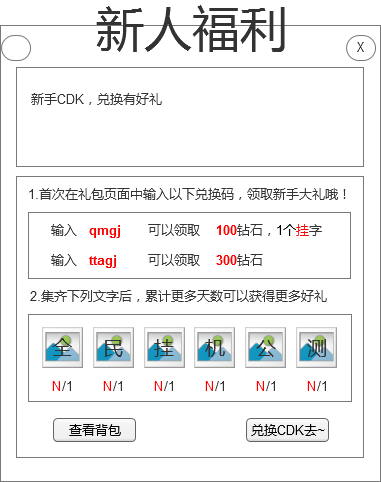 新人福利
X
新手CDK，兑换有好礼
1.首次在礼包页面中输入以下兑换码，领取新手大礼哦！
输入 qmgj 可以领取 100钻石，1个挂字
输入 ttagj 可以领取 300钻石
2.集齐下列文字后，累计更多天数可以获得更多好礼
全 民 挂 机 公 测
N/1 N/1 N/1 N/1 N/1 N/1
查看背包 兑换CDK去~